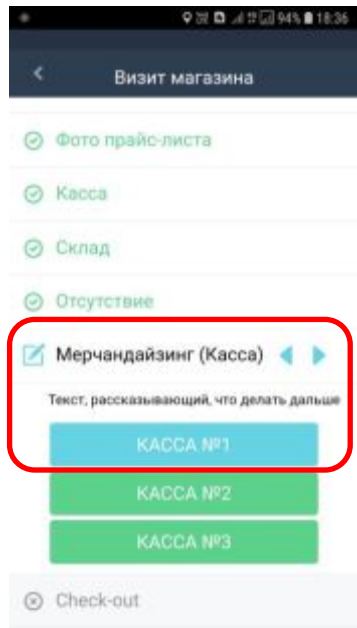 94% 18:36
Визит магазина
Фото прайс-листа
Касса
Склад
Отсутствие
Мерчандайзинг (Касса)
Текст, рассказывающий, что делать дальше
КАССА №1
КАССА №2
КАССА №3
Check-out